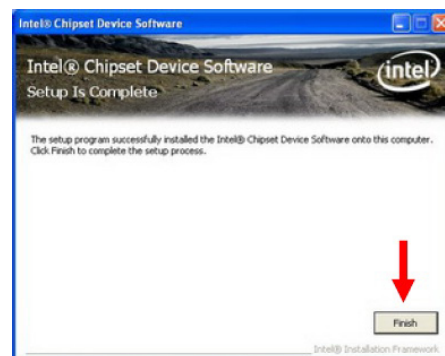 Intel® Chipset Device Software
Intel® Chipset Device Software
Setup Is Complete
intel
The setup program successfully installed the Intel® Chipset Device Software onto this computer.
Click Finish to complete the setup process.
Finish
Intel® Installation Framework